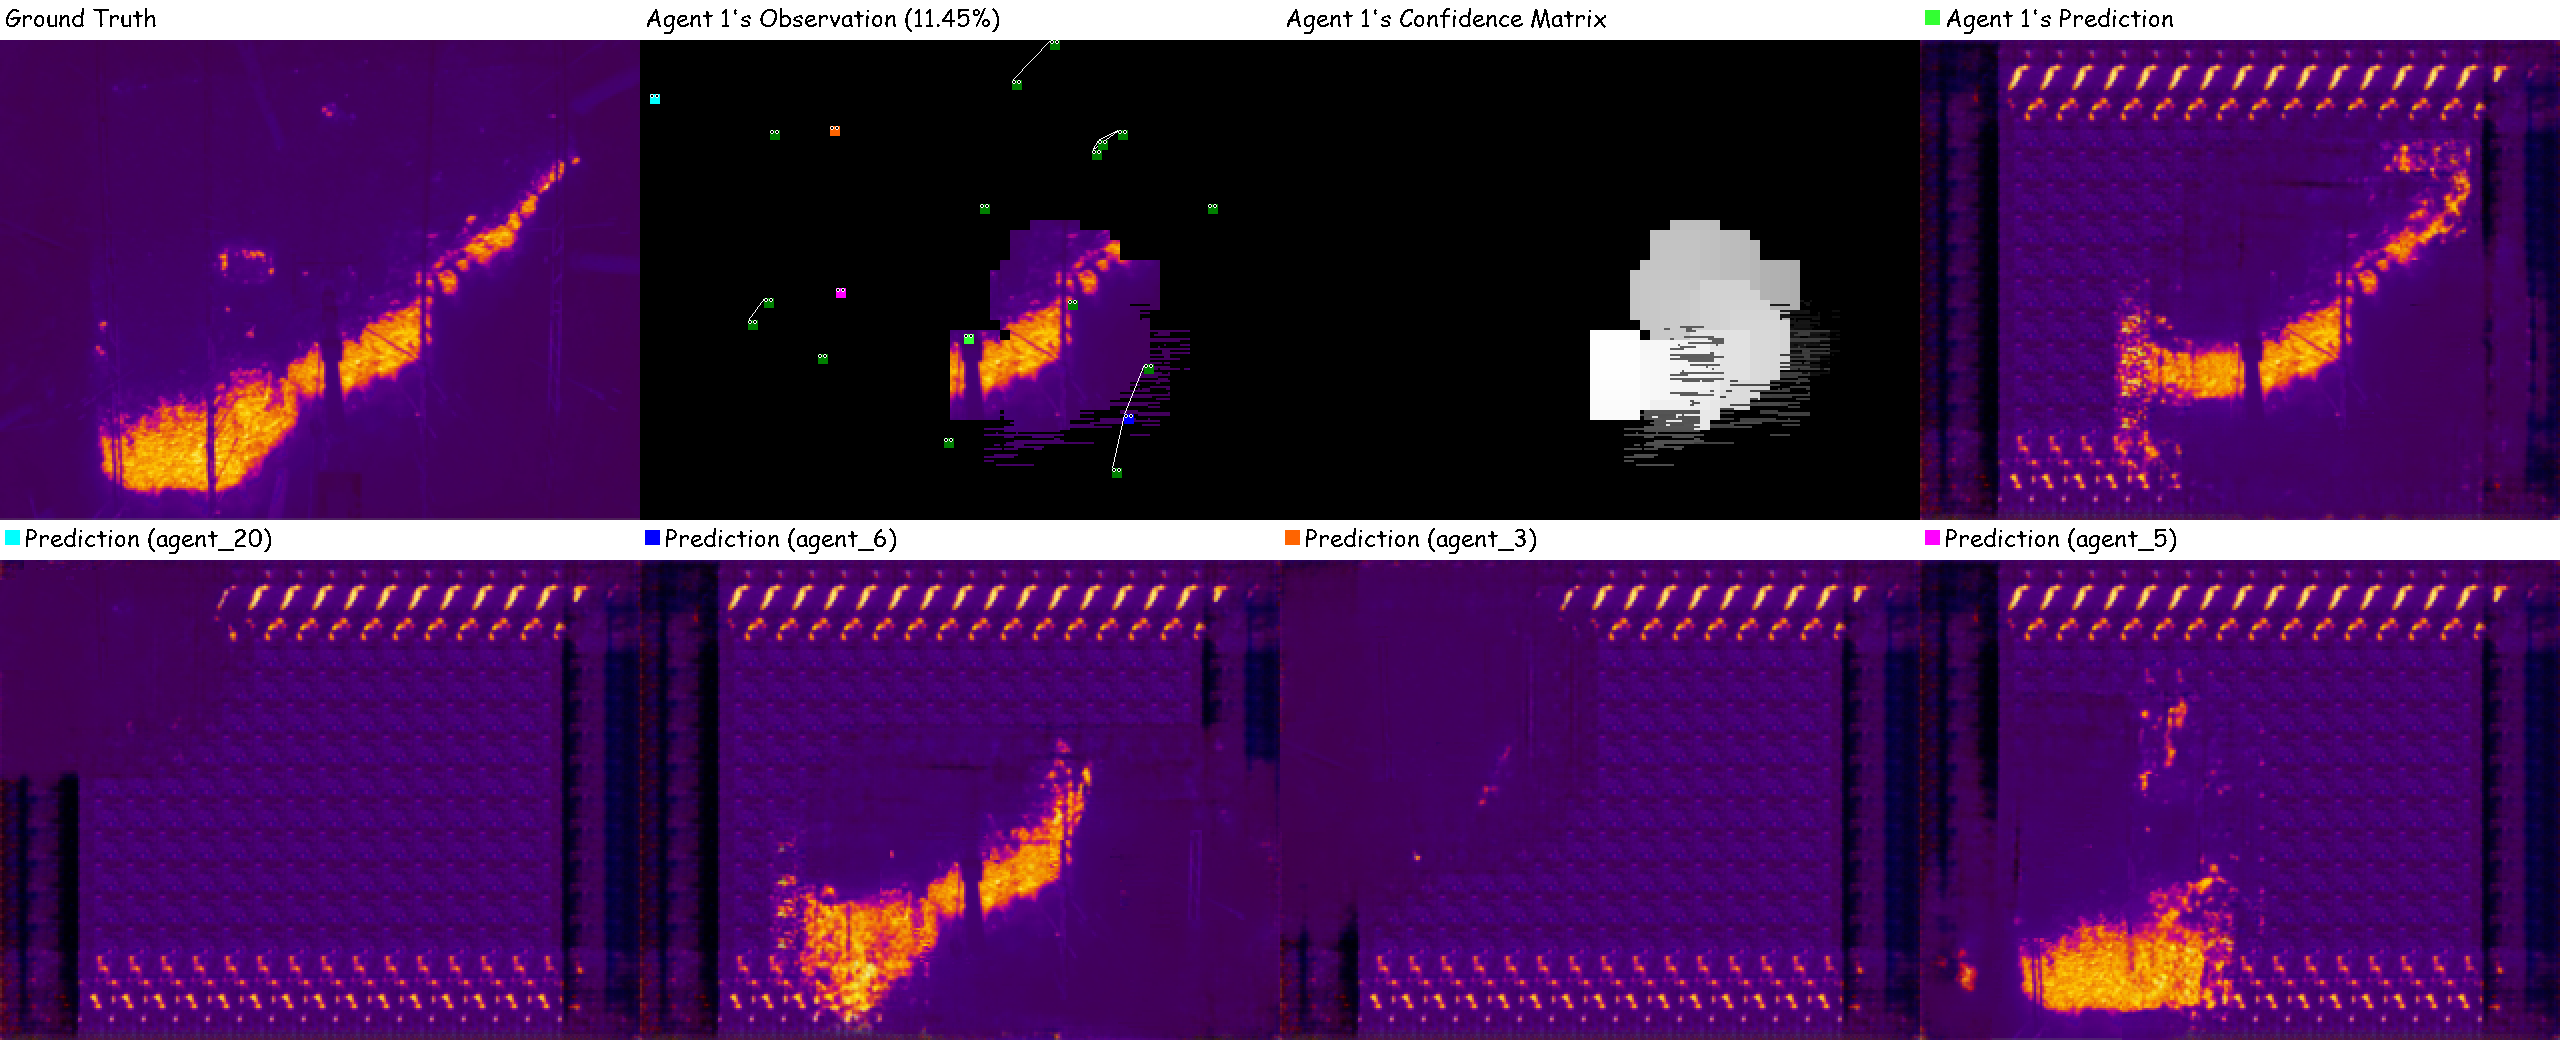 Ground Truth
Agent 1's Observation (11.45%)
Agent 1's Confidence Matrix
Agent 1's Prediction
Prediction (agent_20)
Prediction (agent_6)
Prediction (agent_3)
Prediction (agent_5)